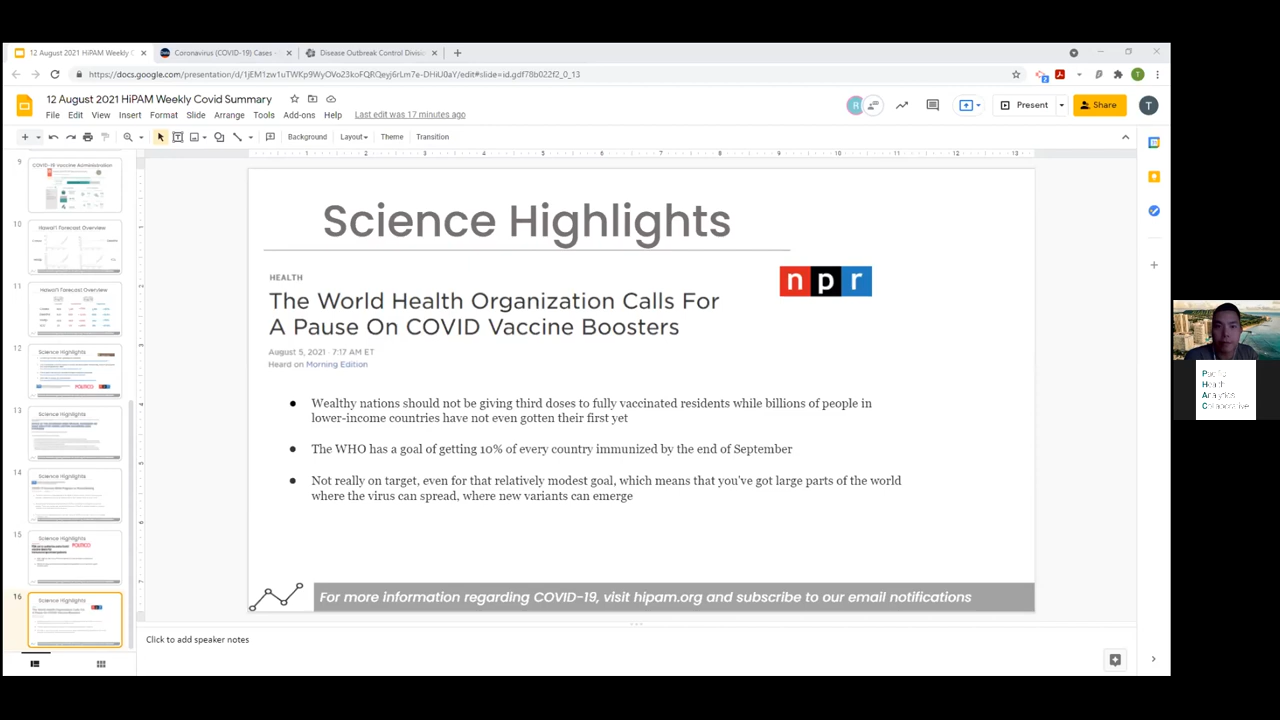 12 August 2021 HiPAM Weekly C
Coronavirus (COVID-19) Cases -
Disease Outbreak Control Divisi
https://docs.google.com/presentation/d/1jEM1zw1uTWKp9WyOVo23koFQRQeyj6rLm7e-DHiU0aY/edit#slide=id.gdf78b022f2_0_13
12 August 2021 HiPAM Weekly Covid Summary
File Edit View Insert Format Slide Arrange Tools Add-ons Help Last edit was 17 minutes ago
R
Present
Share
T
Background Layout Theme Transition
9
COVID-19 Vaccine Administration
10
Hawai'i Forecast Overview
11
Hawai'i Forecast Overview
12
Science Highlights
POLITICO
npr
13
Science Highlights
14
Science Highlights
15
Science Highlights
POLITICO
16
Science Highlights
Science Highlights
HEALTH
npr
The World Health Organization Calls For
A Pause On COVID Vaccine Boosters
August 5, 2021 · 7:17 AM ET
Heard on Morning Edition
● Wealthy nations should not be giving third doses to fully vaccinated residents while billions of people in
lower-income countries have not even gotten their first yet
● The WHO has a goal of getting 10% of every country immunized by the end of September
● Not really on target, even for that relatively modest goal, which means that you've got large parts of the world
where the virus can spread, where new variants can emerge
For more information regarding COVID-19, visit hipam.org and subscribe to our email notifications
Click to add speaker notes
Pacific
Health
Analytics
Collaborative